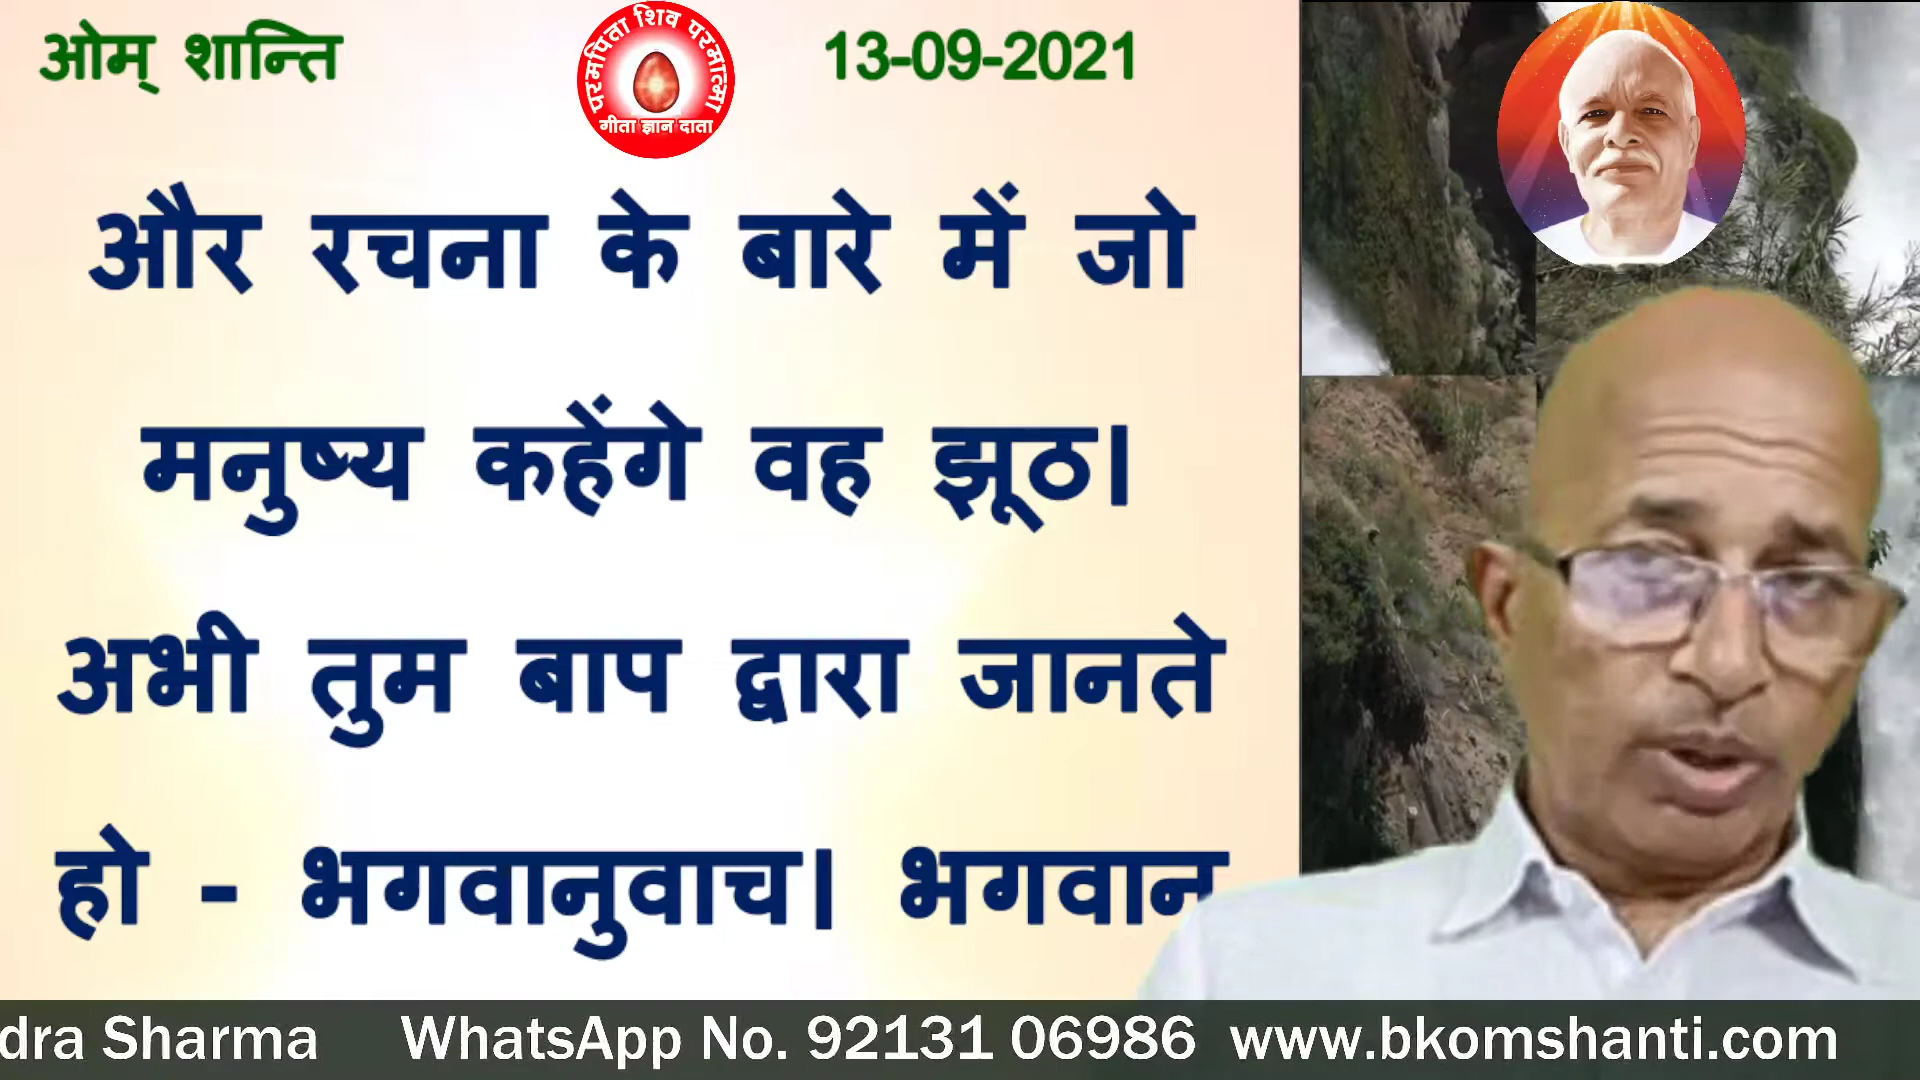 ओम् शान्ति
परमपिता शिव परमात्मा
गीता ज्ञान दाता
13-09-2021
और रचना के बारे में जो
मनुष्य कहेंगे वह झूठ।
अभी तुम बाप द्वारा जानते
हो - भगवानुवाच। भगवान
dra Sharma WhatsApp No. 92131 06986 www.bkomshanti.com